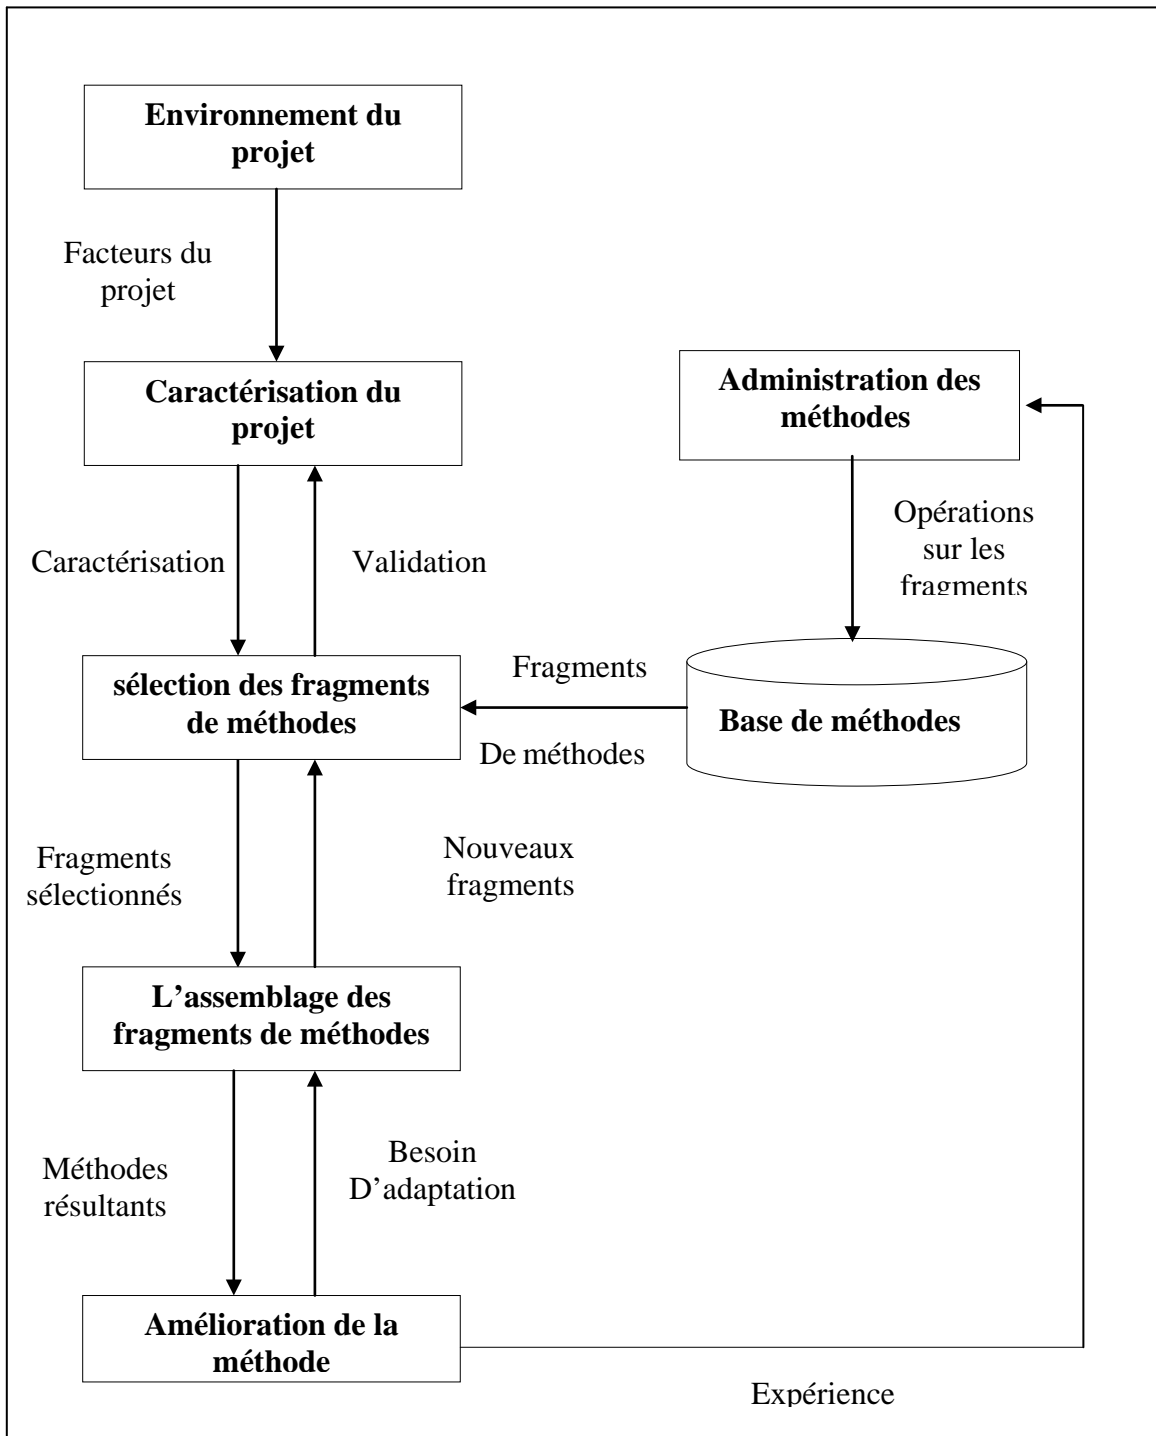 Environnement du
projet
Facteurs du
projet
Caractérisation du
projet
Administration des
méthodes
Caractérisation
Validation
Opérations
sur les
fragments
sélection des fragments
de méthodes
Fragments
De méthodes
Base de méthodes
Fragments
sélectionnés
Nouveaux
fragments
L’assemblage des
fragments de méthodes
Méthodes
résultants
Besoin
D’adaptation
Amélioration de la
méthode
Expérience